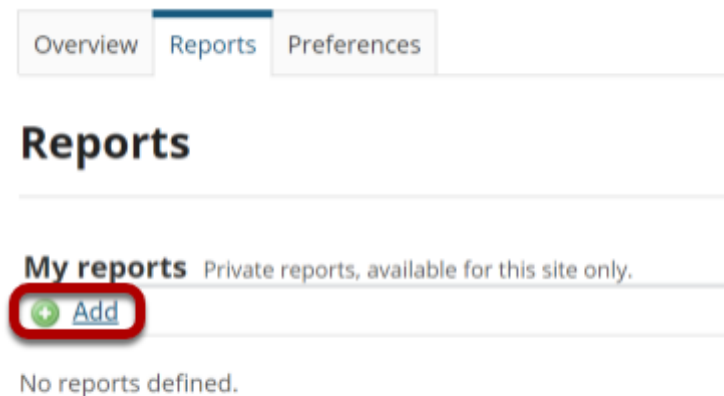 Overview Reports Preferences
Reports
My reports Private reports, available for this site only.
Add
No reports defined.